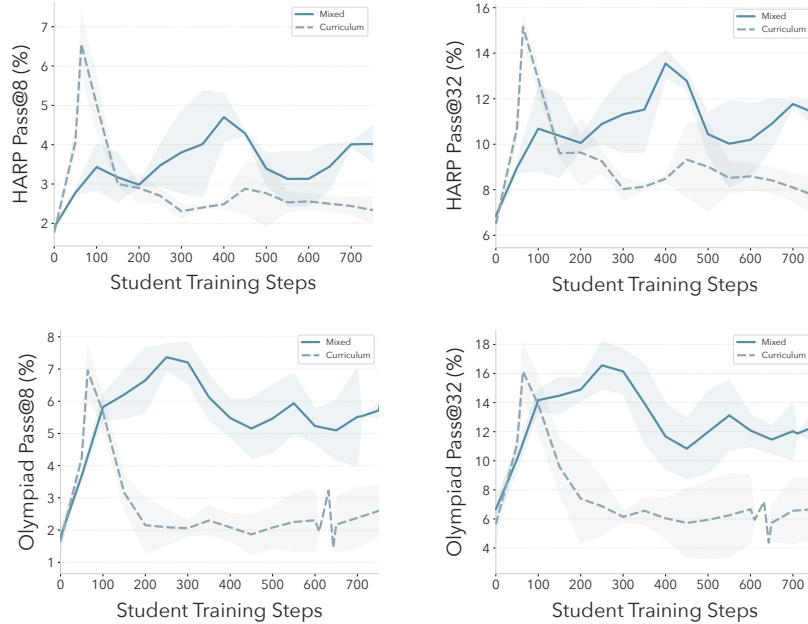 HARP Pass@8 (%)
7
6
5
4
3
2
Mixed
Curriculum
0 100 200 300 400 500 600 700
Student Training Steps
HARP Pass@32 (%)
16
14
12
10
8
6
Mixed
Curriculum
0 100 200 300 400 500 600 700
Student Training Steps
Olympiad Pass@8 (%)
8
7
6
5
4
3
2
1
Mixed
Curriculum
0 100 200 300 400 500 600 700
Student Training Steps
Olympiad Pass@32 (%)
18
16
14
12
10
8
6
4
Mixed
Curriculum
0 100 200 300 400 500 600 700
Student Training Steps